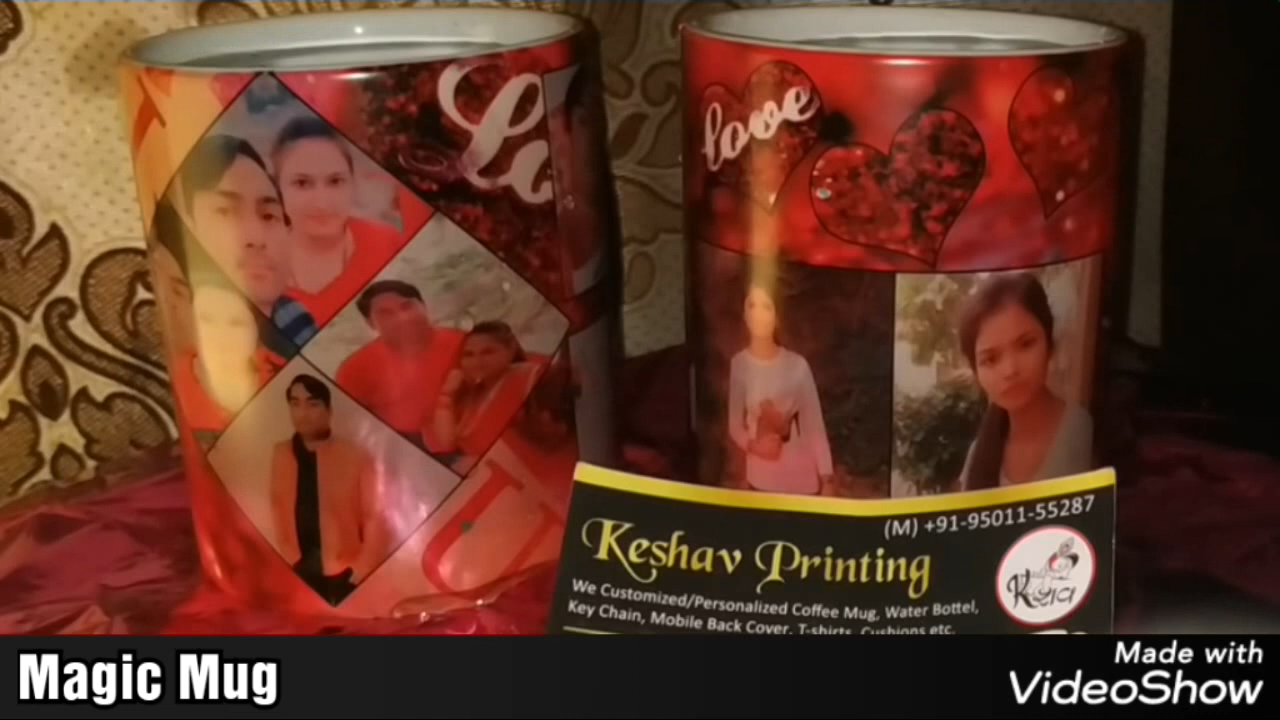 Lo
love
U
(M) +91-95011-55287
Keshav Printing
We Customized/Personalized Coffee Mug, Water Bottel,
Key Chain, Mobile Back Cover, T-shirts, Cushions etc.
Magic Mug
Made with
VideoShow